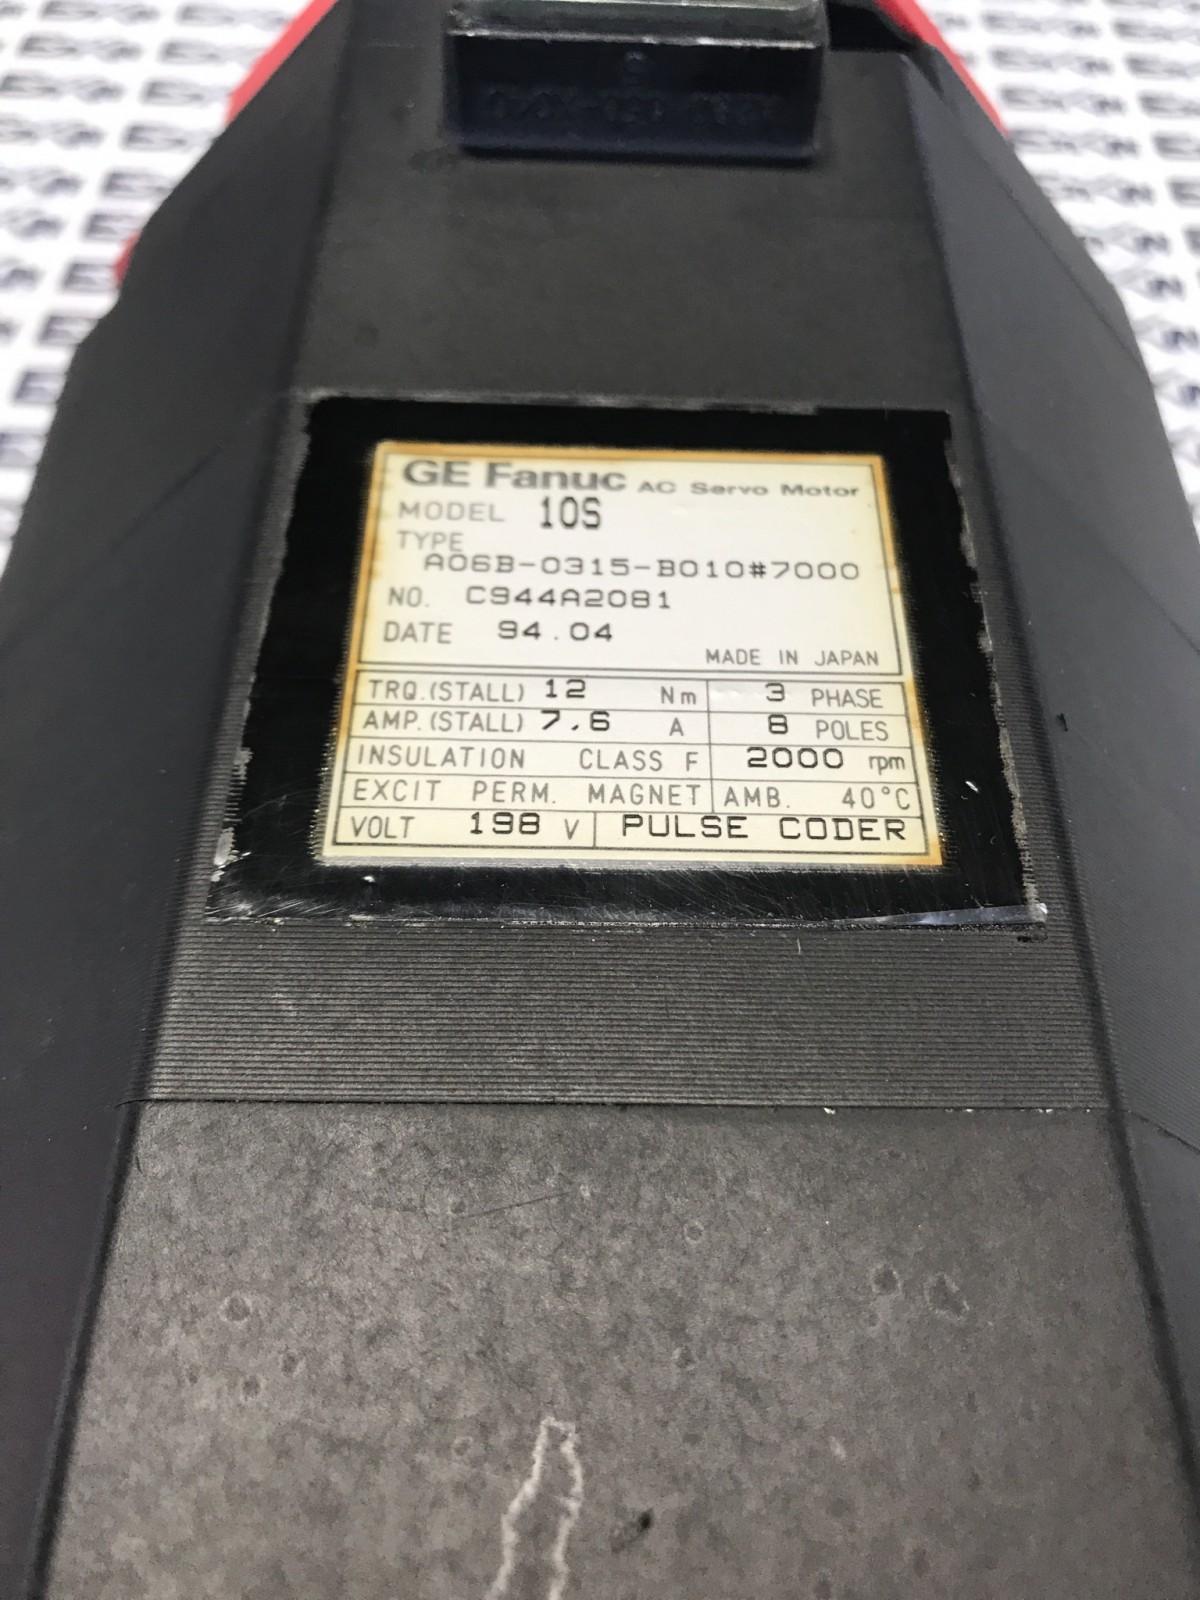 GE Fanuc AC Servo Motor
MODEL 10S
TYPE
A06B-0315-B010#7000
NO. C944A2081
DATE 94.04
MADE IN JAPAN
TRQ.(STALL) 12 Nm 3 PHASE
AMP.(STALL) 7.6 A 8 POLES
INSULATION CLASS F 2000 rpm
EXCIT PERM. MAGNET AMB. 40°C
VOLT 198 V PULSE CODER